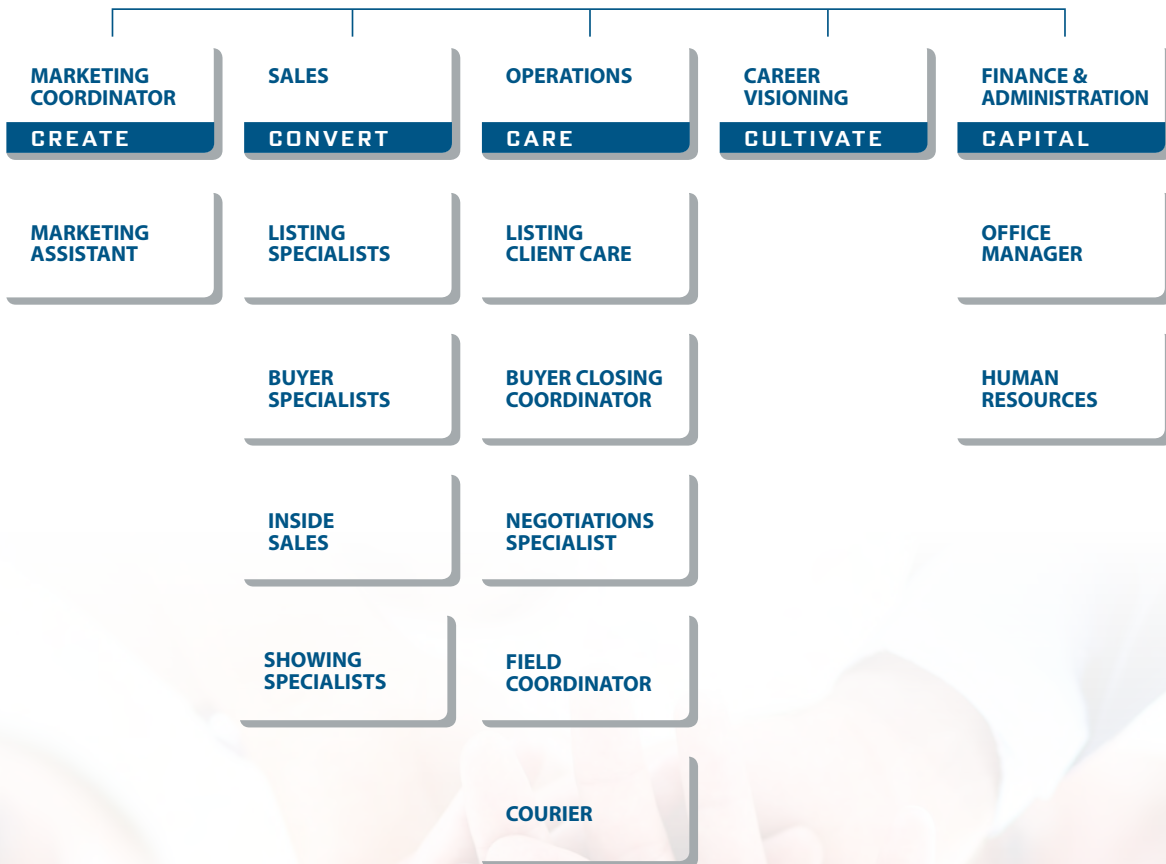 MARKETING
COORDINATOR
CREATE
SALES
CONVERT
OPERATIONS
CARE
CAREER
VISIONING
CULTIVATE
FINANCE &
ADMINISTRATION
CAPITAL
MARKETING
ASSISTANT
LISTING
SPECIALISTS
LISTING
CLIENT CARE
OFFICE
MANAGER
BUYER
SPECIALISTS
BUYER CLOSING
COORDINATOR
HUMAN
RESOURCES
INSIDE
SALES
NEGOTIATIONS
SPECIALIST
SHOWING
SPECIALISTS
FIELD
COORDINATOR
COURIER